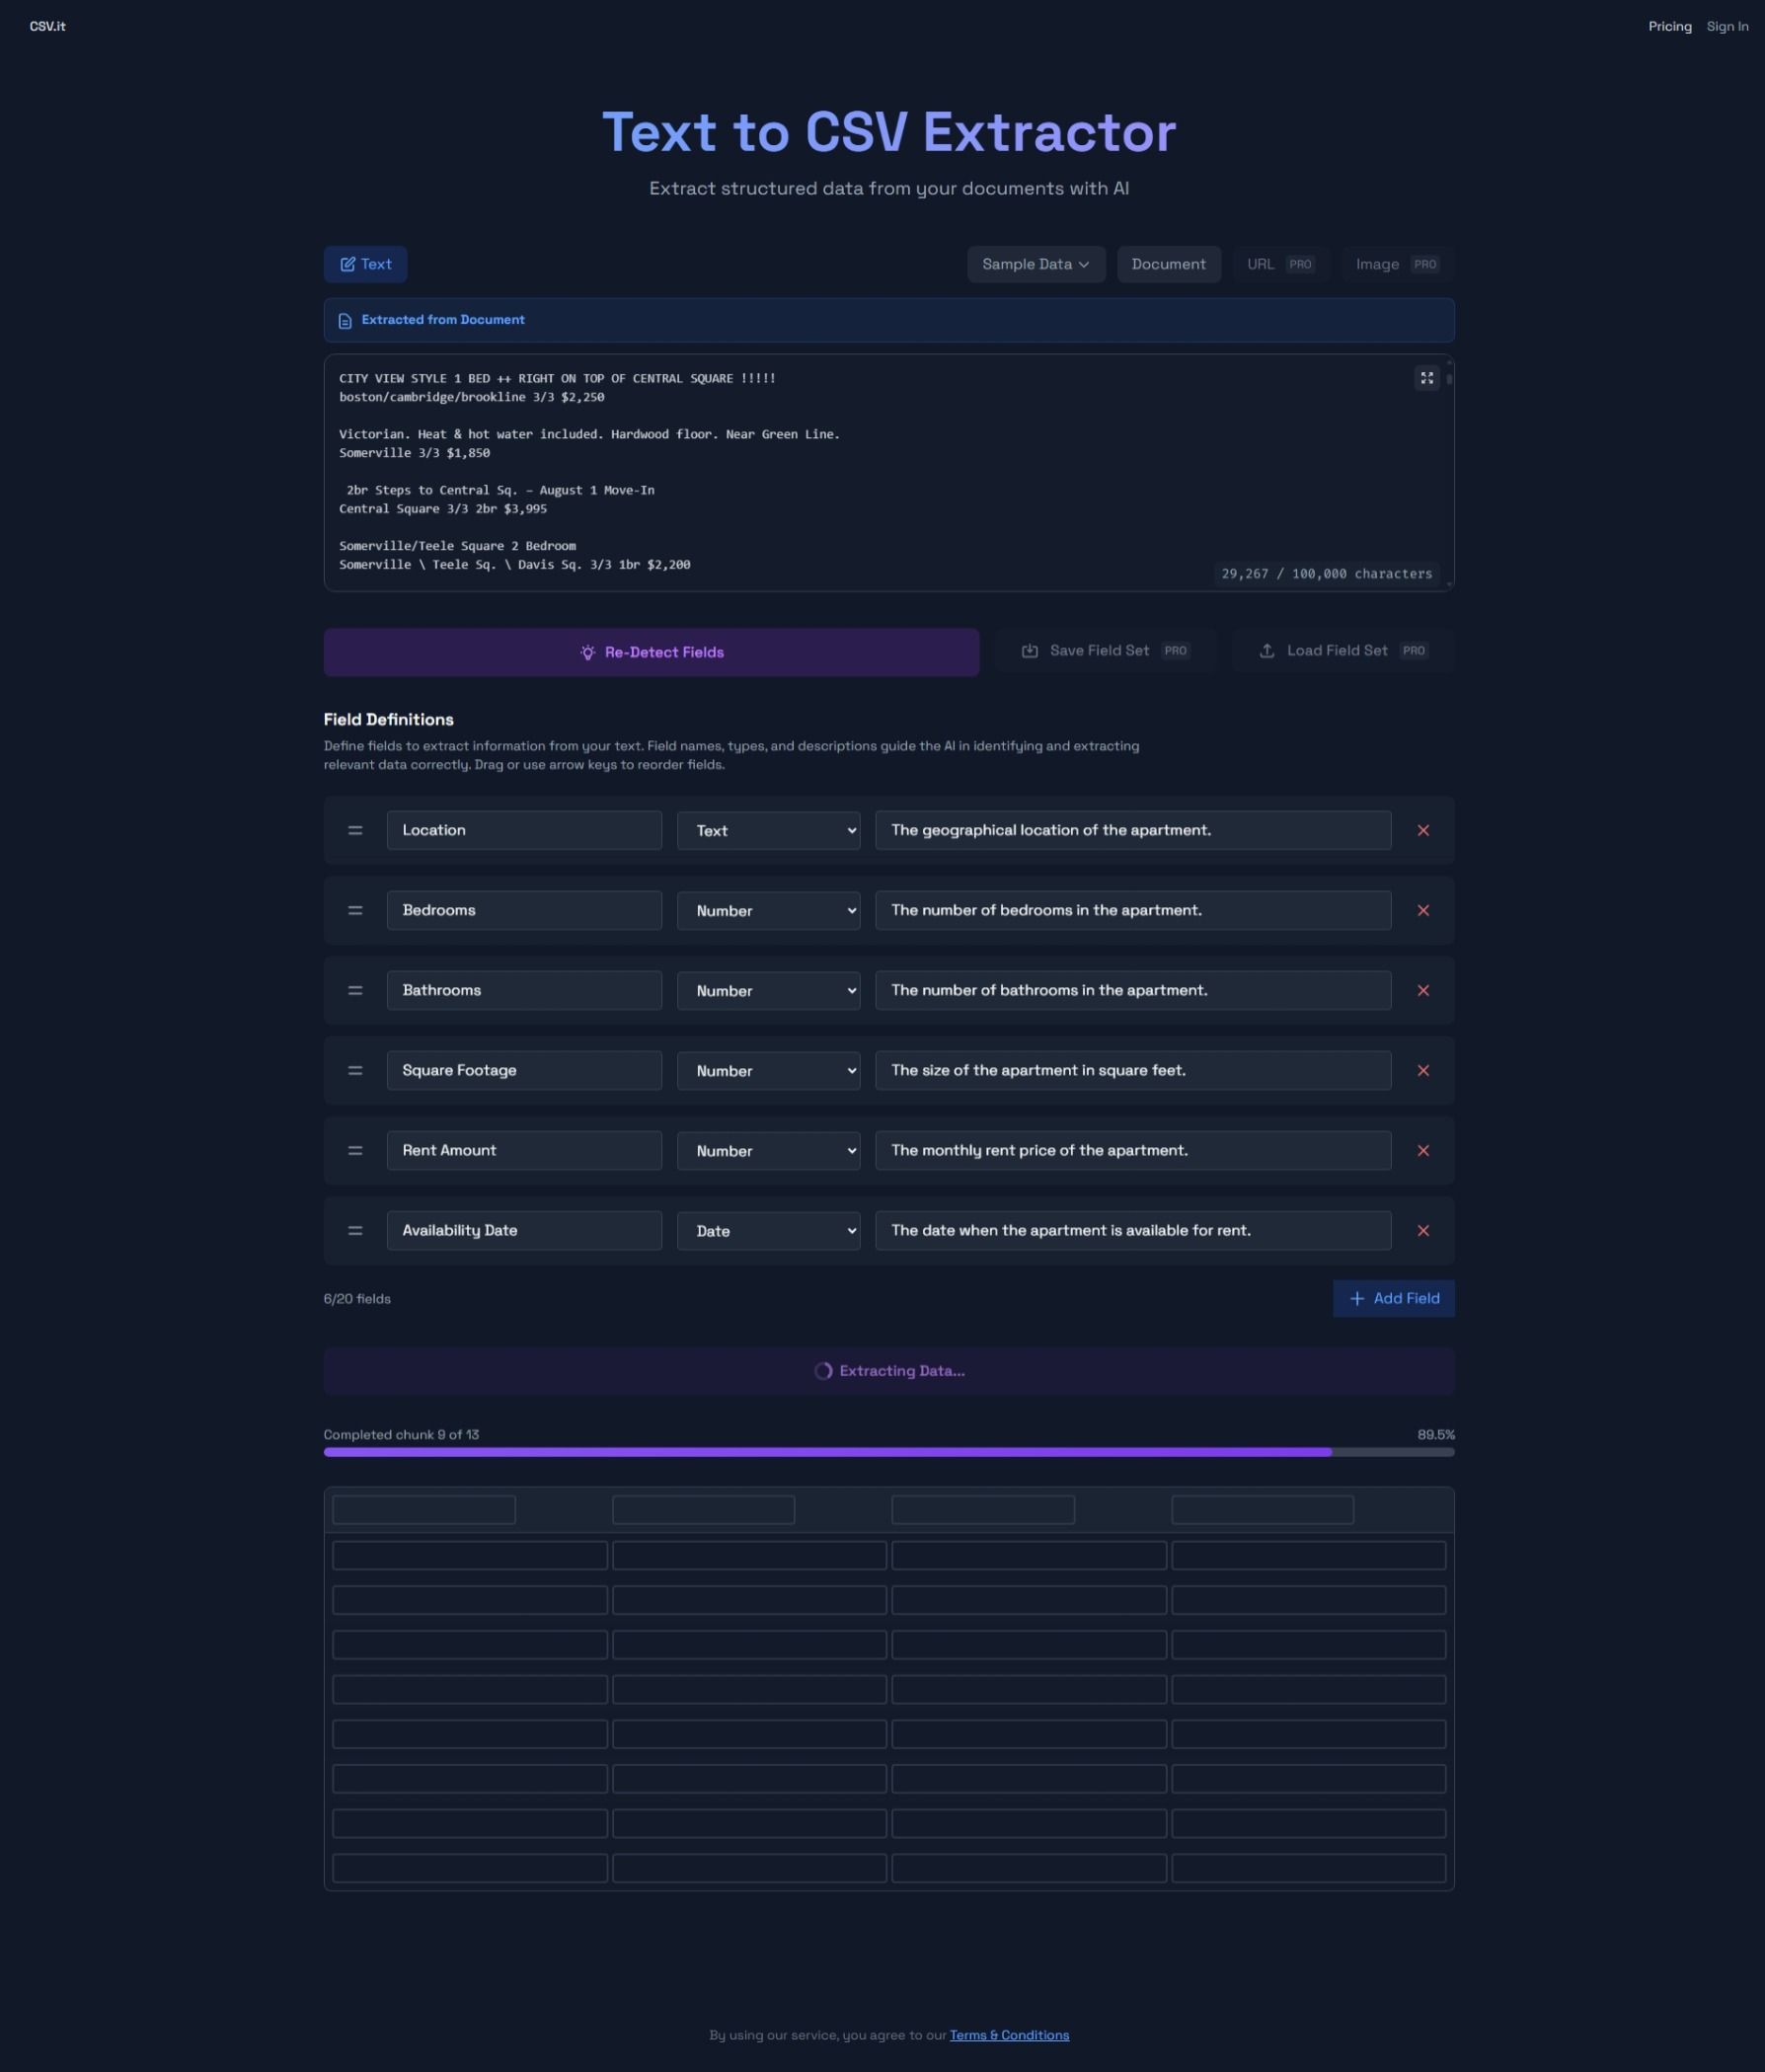 CSV.it
Pricing Sign In
Text to CSV Extractor
Extract structured data from your documents with AI
Text
Sample Data Document URL PRO Image PRO
Extracted from Document
CITY VIEW STYLE 1 BED ++ RIGHT ON TOP OF CENTRAL SQUARE !!!!!
boston/cambridge/brookline 3/3 $2,250
Victorian. Heat & hot water included. Hardwood floor. Near Green Line.
Somerville 3/3 $1,850
2br Steps to Central Sq. – August 1 Move-In
Central Square 3/3 2br $3,995
Somerville/Teele Square 2 Bedroom
Somerville \ Teele Sq. \ Davis Sq. 3/3 1br $2,200
29,267 / 100,000 characters
Re-Detect Fields
Save Field Set PRO
Load Field Set PRO
Field Definitions
Define fields to extract information from your text. Field names, types, and descriptions guide the AI in identifying and extracting
relevant data correctly. Drag or use arrow keys to reorder fields.
Location Text The geographical location of the apartment.
Bedrooms Number The number of bedrooms in the apartment.
Bathrooms Number The number of bathrooms in the apartment.
Square Footage Number The size of the apartment in square feet.
Rent Amount Number The monthly rent price of the apartment.
Availability Date Date The date when the apartment is available for rent.
6/20 fields
Add Field
Extracting Data...
Completed chunk 9 of 13
89.5%
By using our service, you agree to our Terms & Conditions